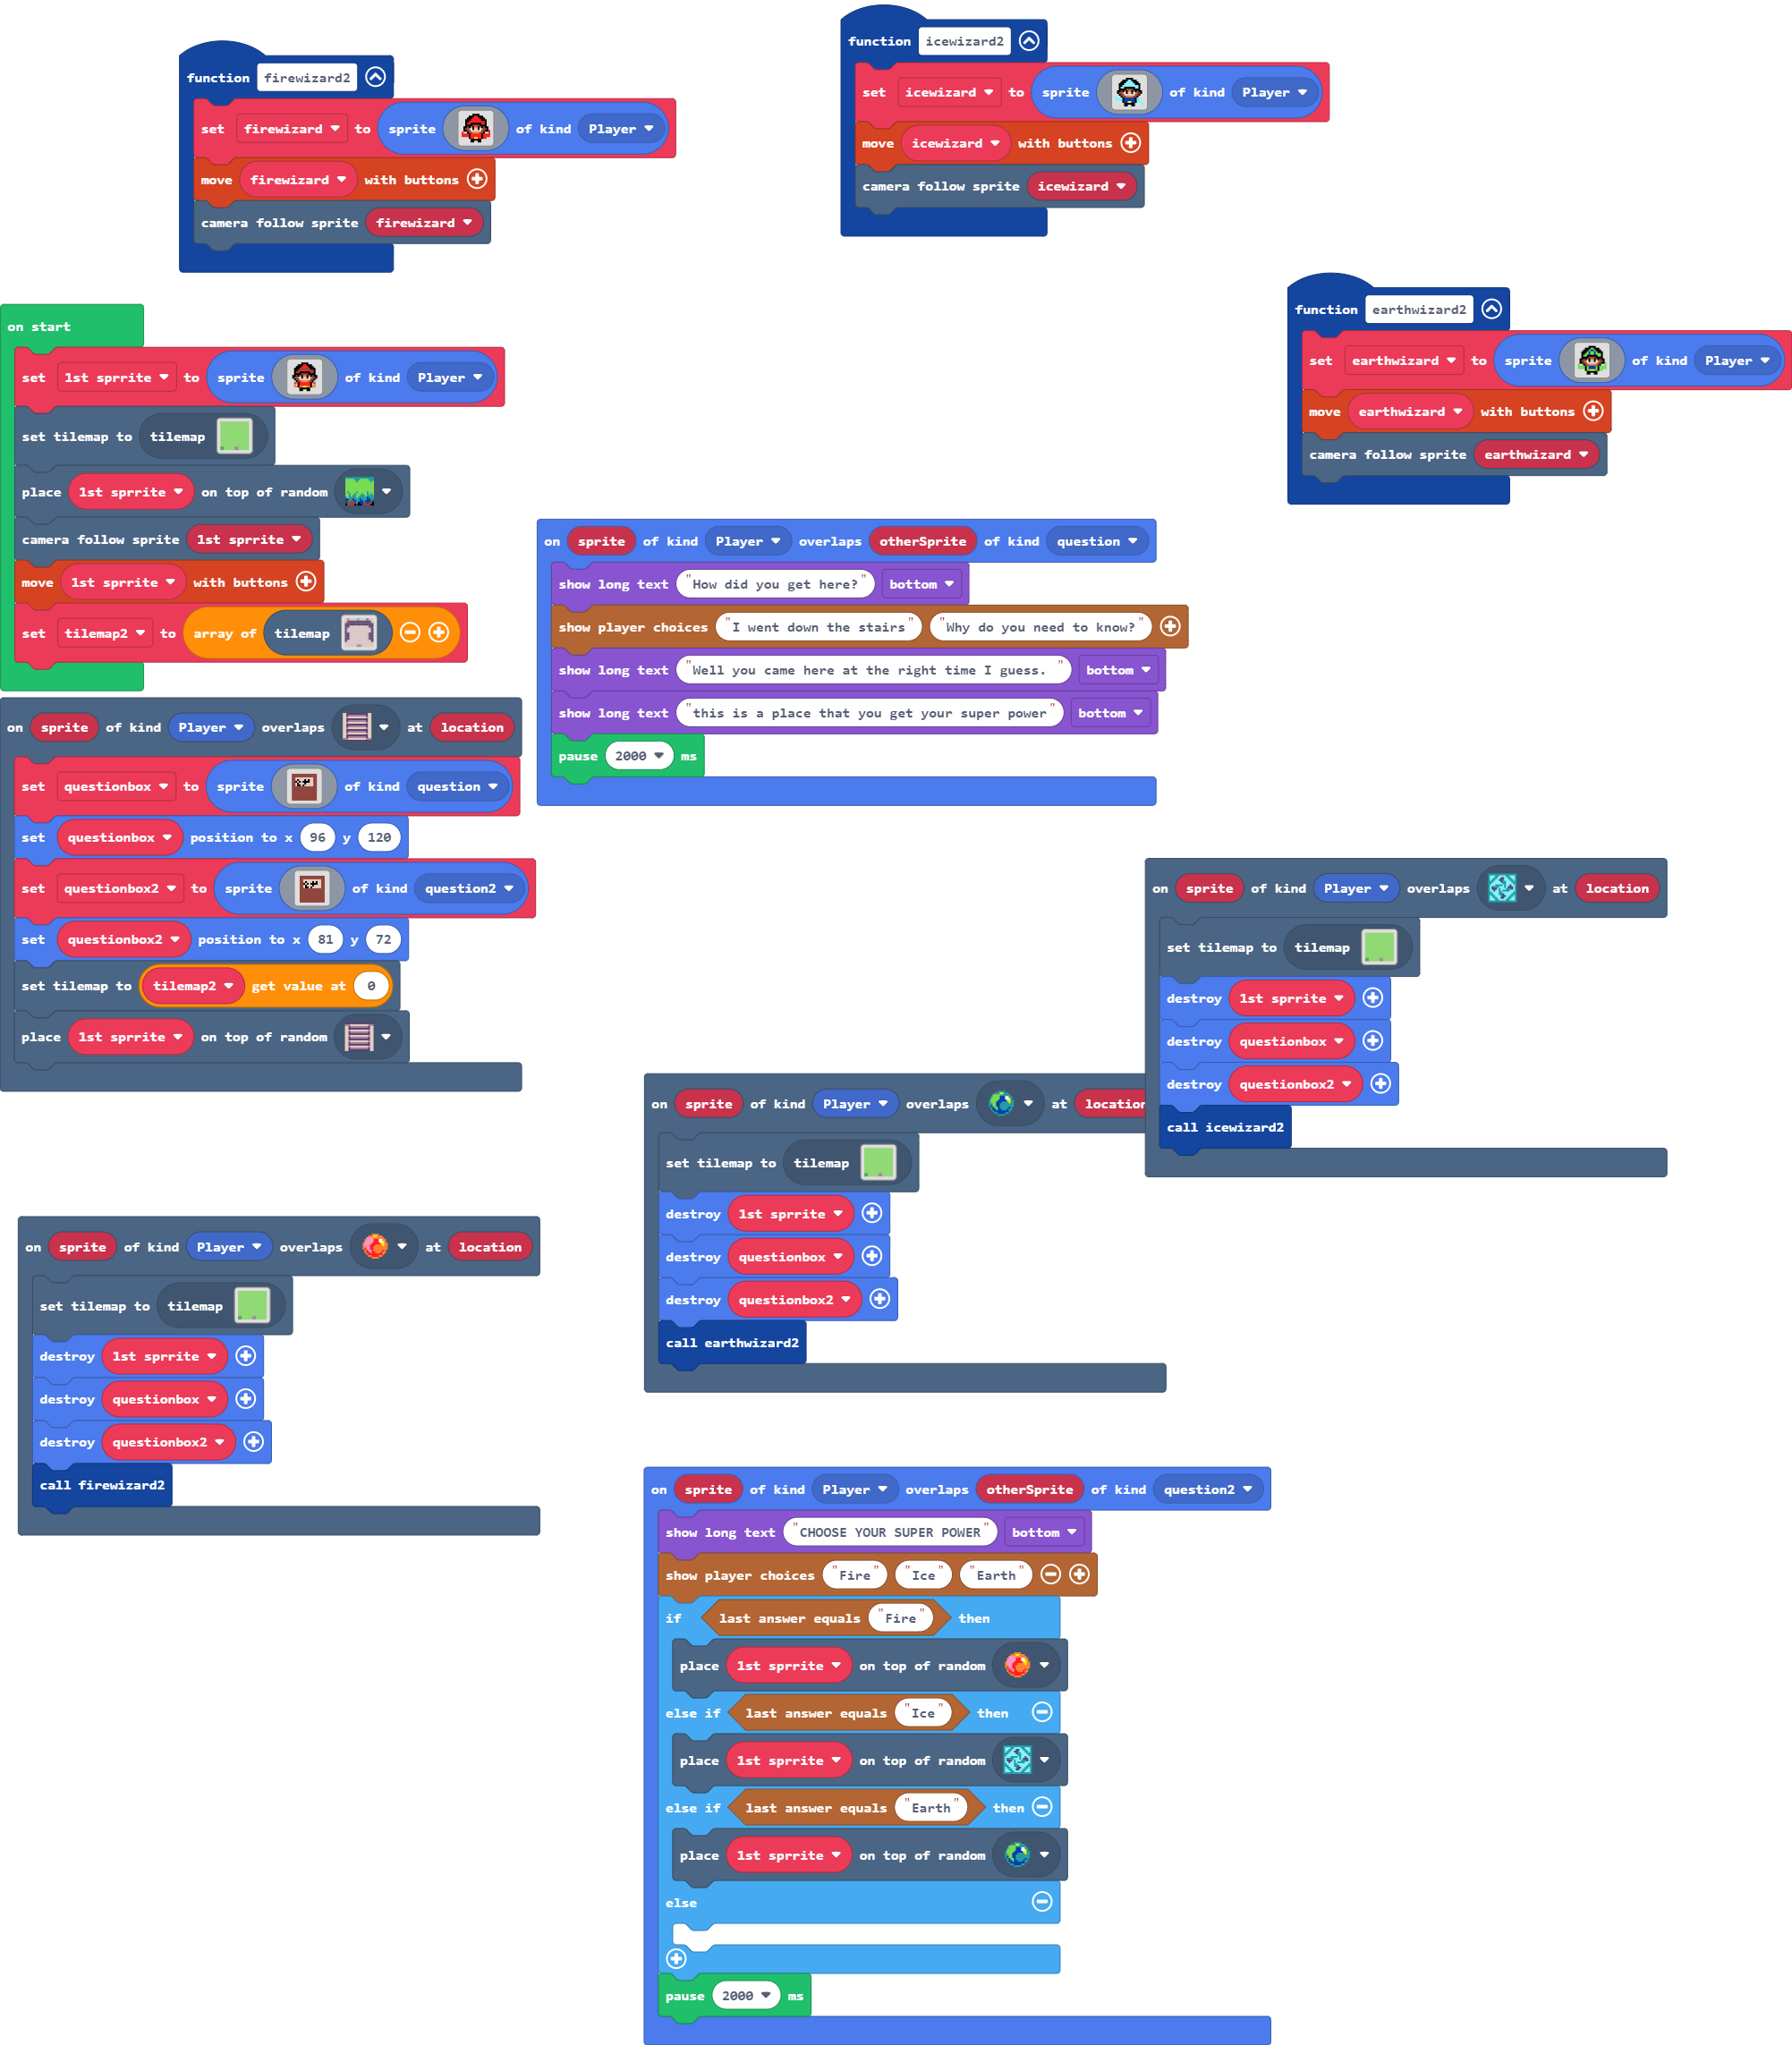 function firewizard2
set firewizard to sprite of kind Player
move firewizard with buttons
camera follow sprite firewizard
function icewizard2
set icewizard to sprite of kind Player
move icewizard with buttons
camera follow sprite icewizard
function earthwizard2
set earthwizard to sprite of kind Player
move earthwizard with buttons
camera follow sprite earthwizard
on start
set 1st sprrite to sprite of kind Player
set tilemap to tilemap
place 1st sprrite on top of random
camera follow sprite 1st sprrite
move 1st sprrite with buttons
set tilemap2 to array of tilemap
on sprite of kind Player overlaps otherSprite of kind question
show long text "How did you get here?" bottom
show player choices "I went down the stairs" "Why do you need to know?"
show long text "Well you came here at the right time I guess. " bottom
show long text "this is a place that you get your super power" bottom
pause 2000 ms
on sprite of kind Player overlaps at location
set questionbox to sprite of kind question
set questionbox position to x 96 y 120
set questionbox2 to sprite of kind question2
set questionbox2 position to x 81 y 72
set tilemap to tilemap2 get value at 0
place 1st sprrite on top of random
on sprite of kind Player overlaps at location
set tilemap to tilemap
destroy 1st sprrite
destroy questionbox
destroy questionbox2
call icewizard2
on sprite of kind Player overlaps at location
set tilemap to tilemap
destroy 1st sprrite
destroy questionbox
destroy questionbox2
call earthwizard2
on sprite of kind Player overlaps at location
set tilemap to tilemap
destroy 1st sprrite
destroy questionbox
destroy questionbox2
call firewizard2
on sprite of kind Player overlaps otherSprite of kind question2
show long text "CHOOSE YOUR SUPER POWER" bottom
show player choices "Fire" "Ice" "Earth"
if last answer equals "Fire" then
place 1st sprrite on top of random
else if last answer equals "Ice" then
place 1st sprrite on top of random
else if last answer equals "Earth" then
place 1st sprrite on top of random
else
pause 2000 ms